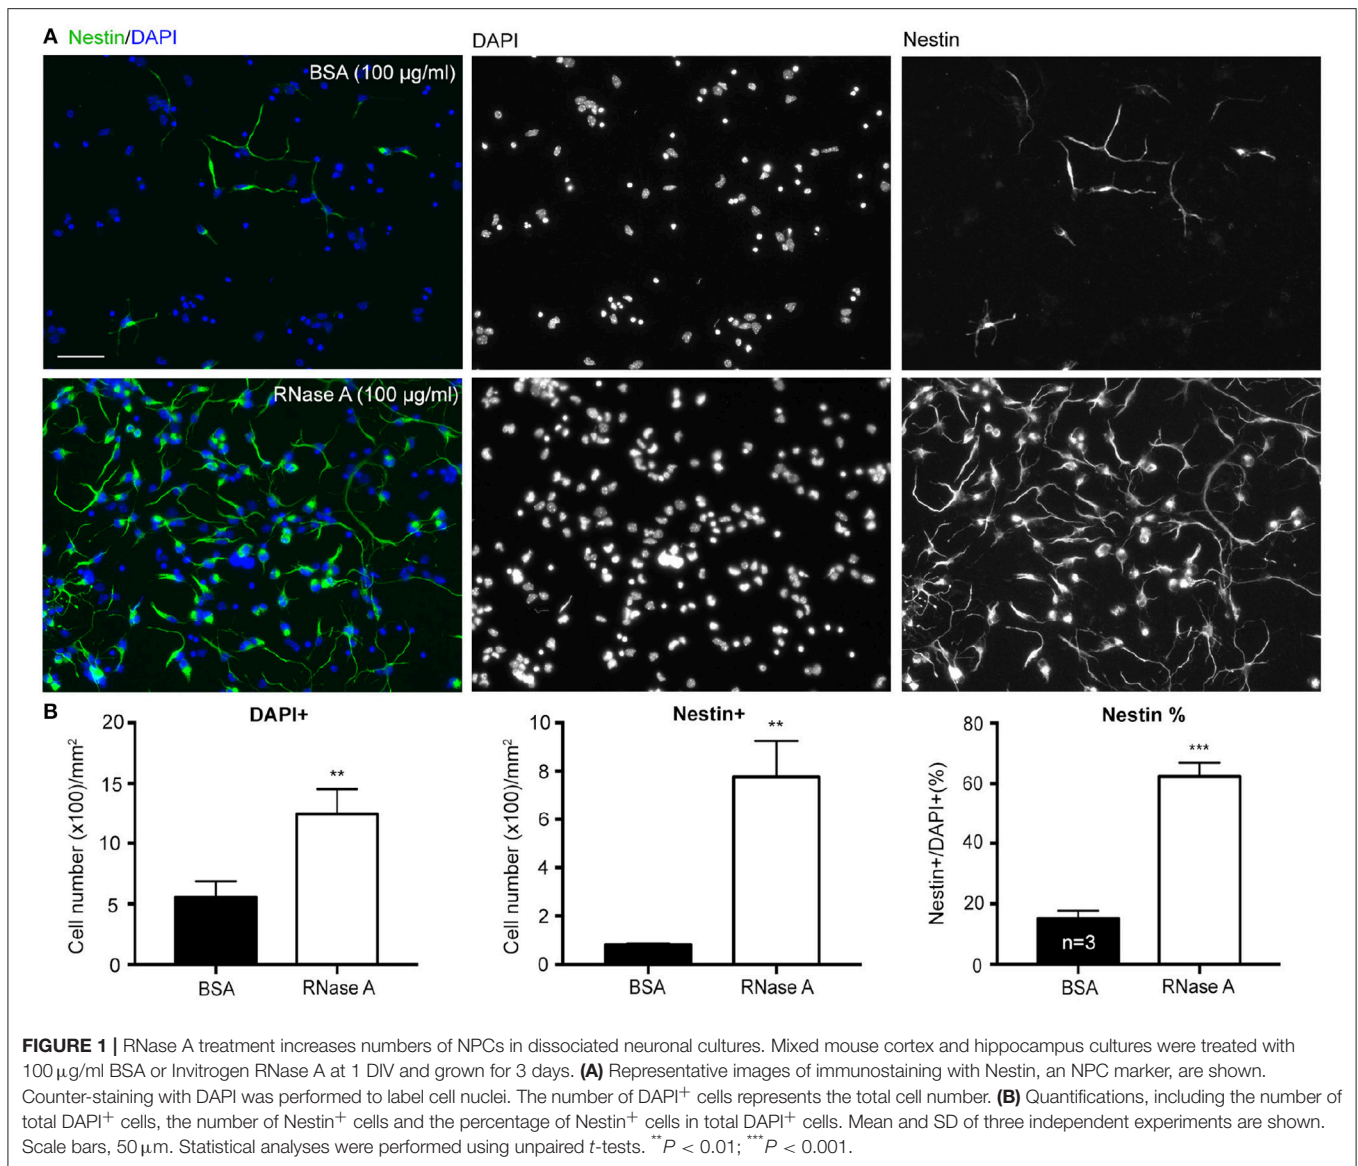 A Nestin/DAPI
DAPI
Nestin
BSA (100 µg/ml)
RNase A (100 µg/ml)
B
DAPI+
20
15
10
5
0
Cell number (x100)/mm²
**
BSA
RNase A
Nestin+
10
8
6
4
2
0
Cell number (x100)/mm²
**
BSA
RNase A
Nestin %
80
60
40
20
0
Nestin+/DAPI+(%)
***
n=3
BSA
RNase A
FIGURE 1 | RNase A treatment increases numbers of NPCs in dissociated neuronal cultures. Mixed mouse cortex and hippocampus cultures were treated with
100 µg/ml BSA or Invitrogen RNase A at 1 DIV and grown for 3 days. (A) Representative images of immunostaining with Nestin, an NPC marker, are shown.
Counter-staining with DAPI was performed to label cell nuclei. The number of DAPI⁺ cells represents the total cell number. (B) Quantifications, including the number of
total DAPI⁺ cells, the number of Nestin⁺ cells and the percentage of Nestin⁺ cells in total DAPI⁺ cells. Mean and SD of three independent experiments are shown.
Scale bars, 50 µm. Statistical analyses were performed using unpaired t-tests. **P < 0.01; ***P < 0.001.